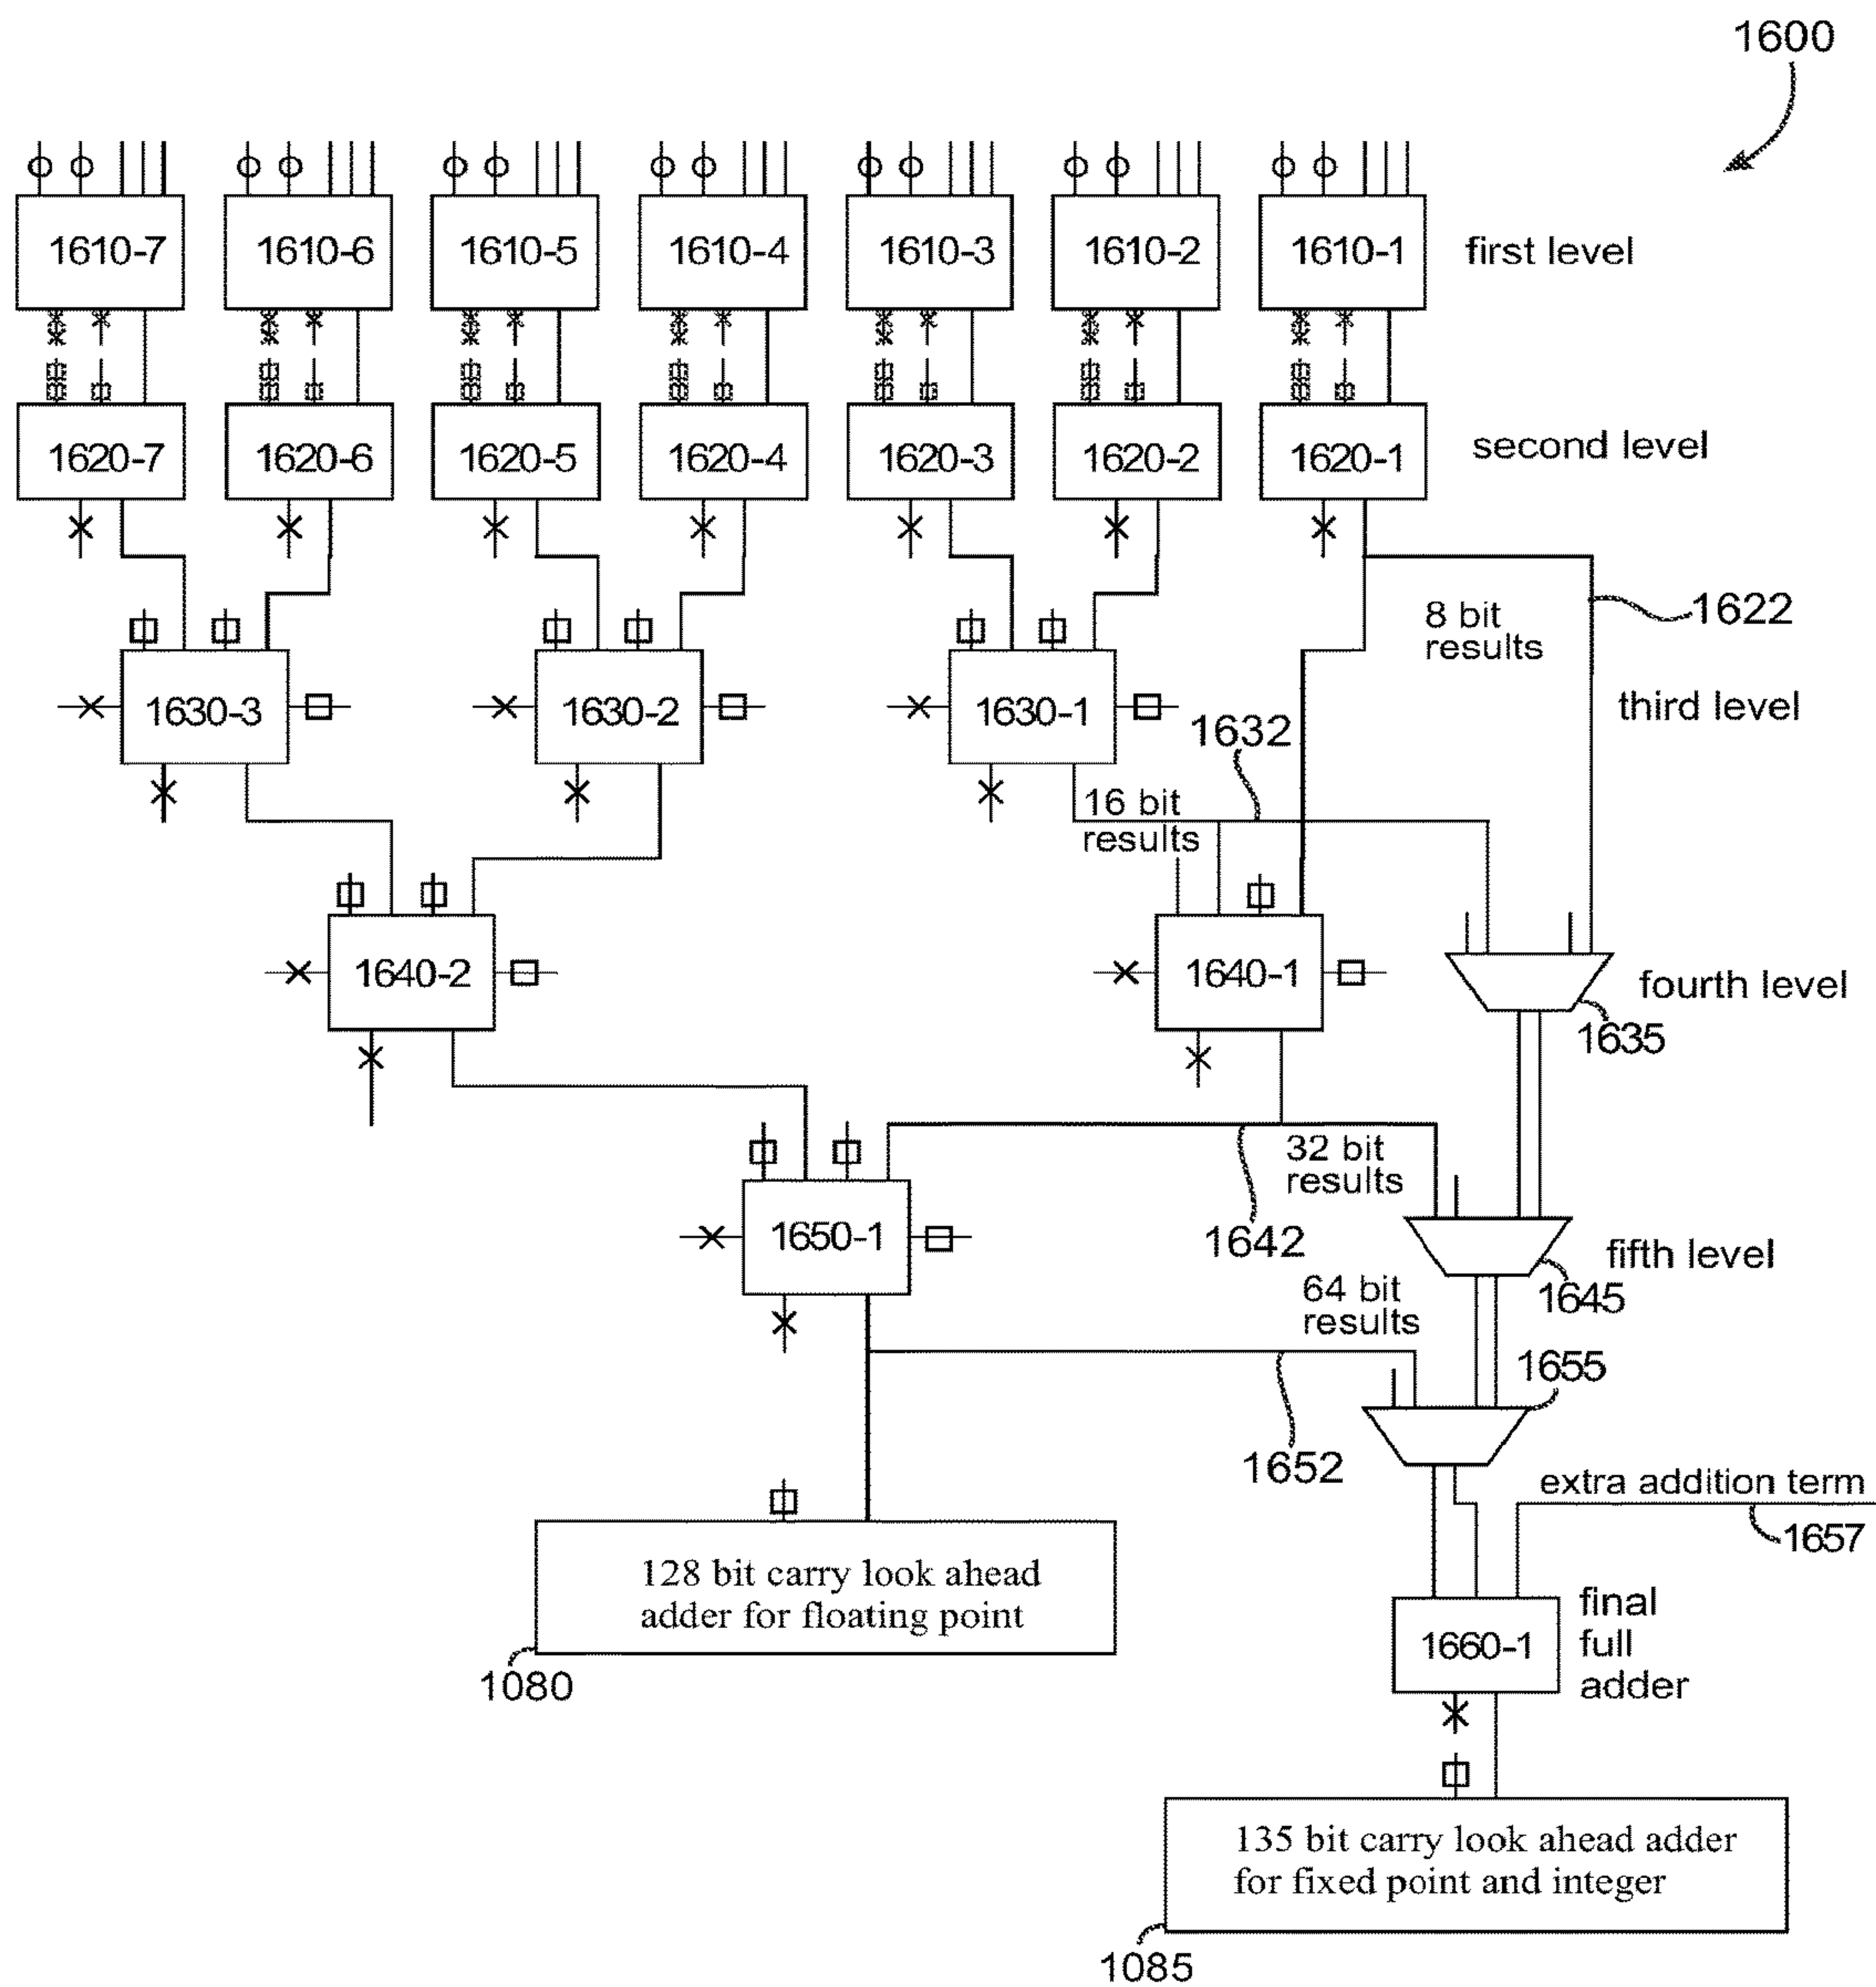 1600
1610-7
1610-6
1610-5
1610-4
1610-3
1610-2
1610-1
first level
1620-7
1620-6
1620-5
1620-4
1620-3
1620-2
1620-1
second level
8 bit
results
1622
1630-3
1630-2
1630-1
third level
1632
16 bit
results
1640-2
1640-1
fourth level
1635
32 bit
results
1650-1
1642
fifth level
1645
64 bit
results
1655
1652
extra addition term
1657
128 bit carry look ahead
adder for floating point
1080
1660-1
final
full
adder
135 bit carry look ahead adder
for fixed point and integer
1085